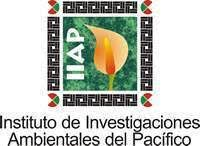 IIAP
Instituto de Investigaciones
Ambientales del Pacífico